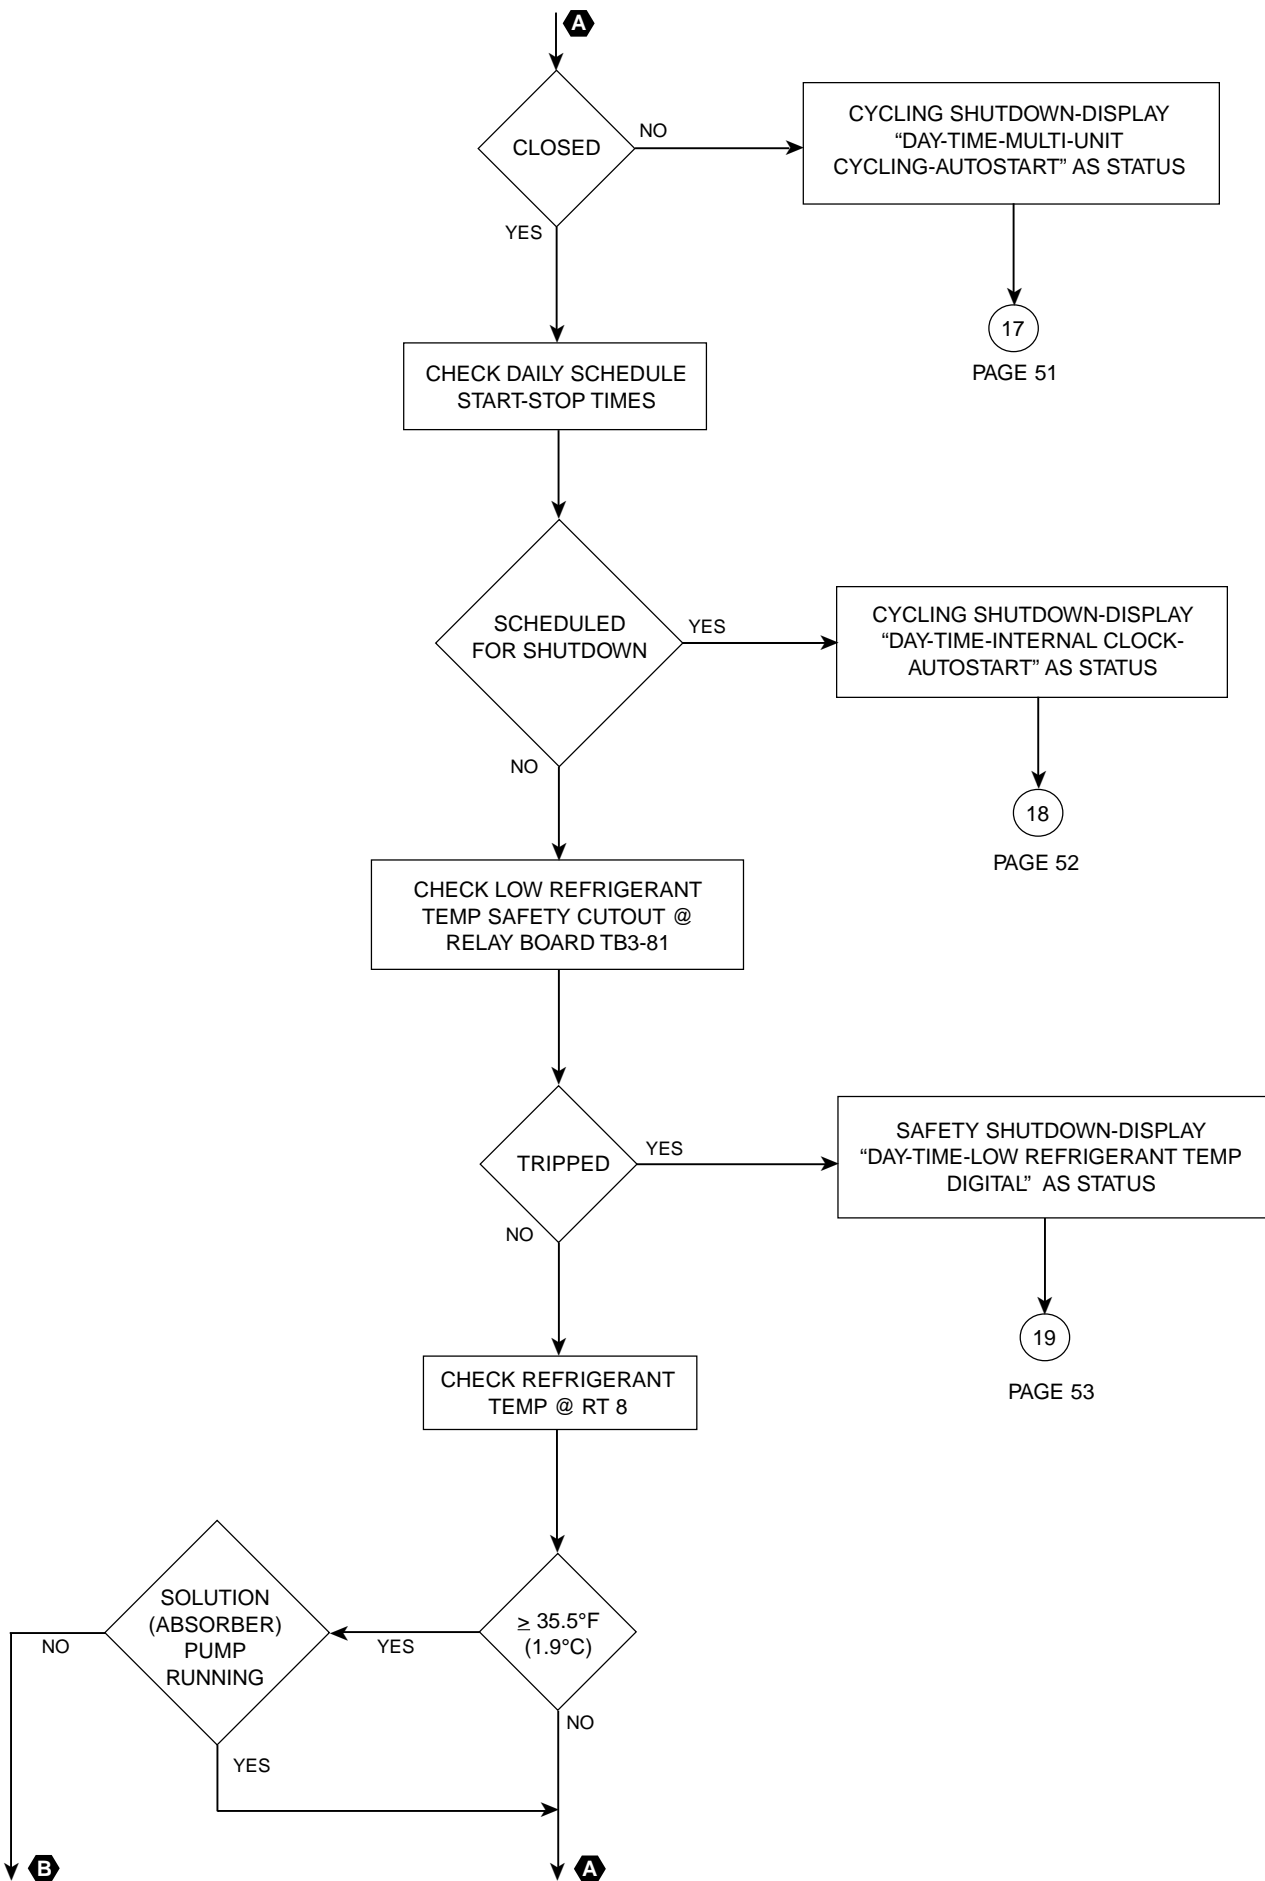 A
CLOSED
NO
YES
CYCLING SHUTDOWN-DISPLAY
“DAY-TIME-MULTI-UNIT
CYCLING-AUTOSTART” AS STATUS
17
PAGE 51
CHECK DAILY SCHEDULE
START-STOP TIMES
SCHEDULED
FOR SHUTDOWN
YES
NO
CYCLING SHUTDOWN-DISPLAY
“DAY-TIME-INTERNAL CLOCK-
AUTOSTART” AS STATUS
18
PAGE 52
CHECK LOW REFRIGERANT
TEMP SAFETY CUTOUT @
RELAY BOARD TB3-81
TRIPPED
YES
NO
SAFETY SHUTDOWN-DISPLAY
“DAY-TIME-LOW REFRIGERANT TEMP
DIGITAL” AS STATUS
19
PAGE 53
CHECK REFRIGERANT
TEMP @ RT 8
≥ 35.5°F
(1.9°C)
YES
NO
SOLUTION
(ABSORBER)
PUMP
RUNNING
NO
YES
B
A